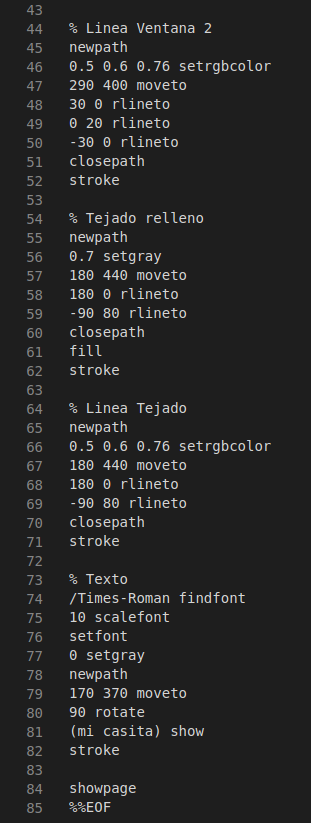 43
44 % Linea Ventana 2
45 newpath
46 0.5 0.6 0.76 setrgbcolor
47 290 400 moveto
48 30 0 rlineto
49 0 20 rlineto
50 -30 0 rlineto
51 closepath
52 stroke
53
54 % Tejado relleno
55 newpath
56 0.7 setgray
57 180 440 moveto
58 180 0 rlineto
59 -90 80 rlineto
60 closepath
61 fill
62 stroke
63
64 % Linea Tejado
65 newpath
66 0.5 0.6 0.76 setrgbcolor
67 180 440 moveto
68 180 0 rlineto
69 -90 80 rlineto
70 closepath
71 stroke
72
73 % Texto
74 /Times-Roman findfont
75 10 scalefont
76 setfont
77 0 setgray
78 newpath
79 170 370 moveto
80 90 rotate
81 (mi casita) show
82 stroke
83
84 showpage
85 %%EOF